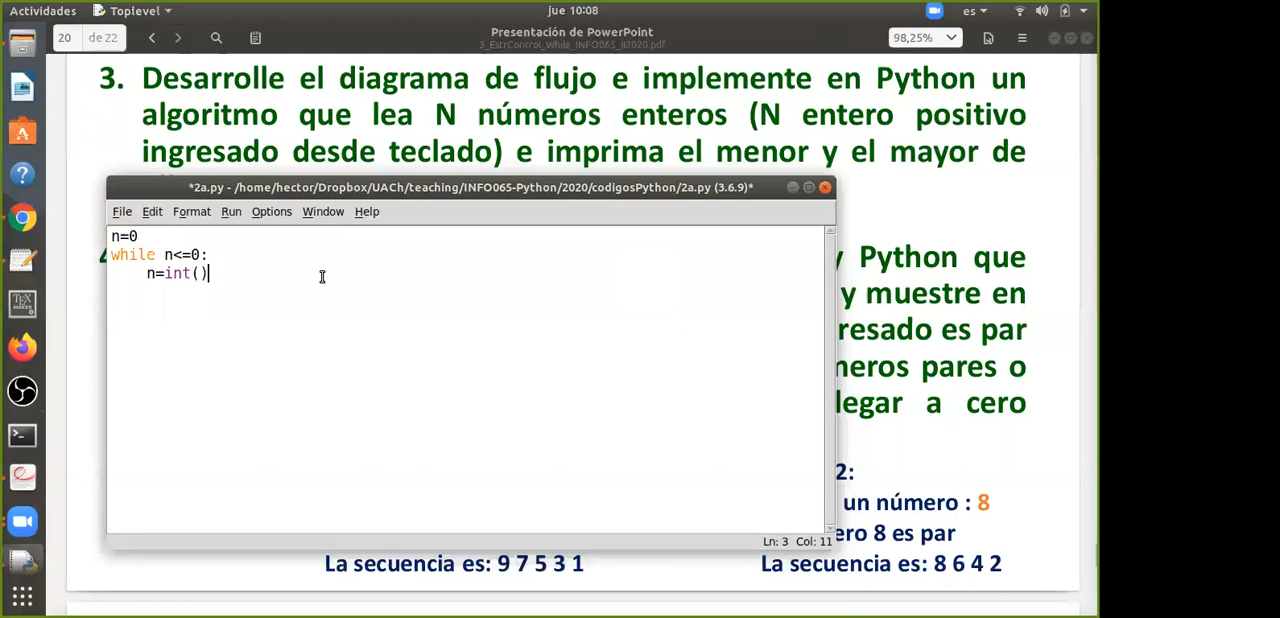 Actividades Toplevel jue 10:08 es
20 de 22 Presentación de PowerPoint 98,25%
3_EstrControl_While_INFO065_II2020.pdf
3. Desarrolle el diagrama de flujo e implemente en Python un
algoritmo que lea N números enteros (N entero positivo
ingresado desde teclado) e imprima el menor y el mayor de
*2a.py - /home/hector/Dropbox/UACh/teaching/INFO065-Python/2020/codigosPython/2a.py (3.6.9)*
File Edit Format Run Options Window Help
n=0
while n<=0:
n=int()
y Python que
y muestre en
resado es par
neros pares o
legar a cero
2:
un número : 8
ero 8 es par
Ln: 3 Col: 11
La secuencia es: 9 7 5 3 1 La secuencia es: 8 6 4 2